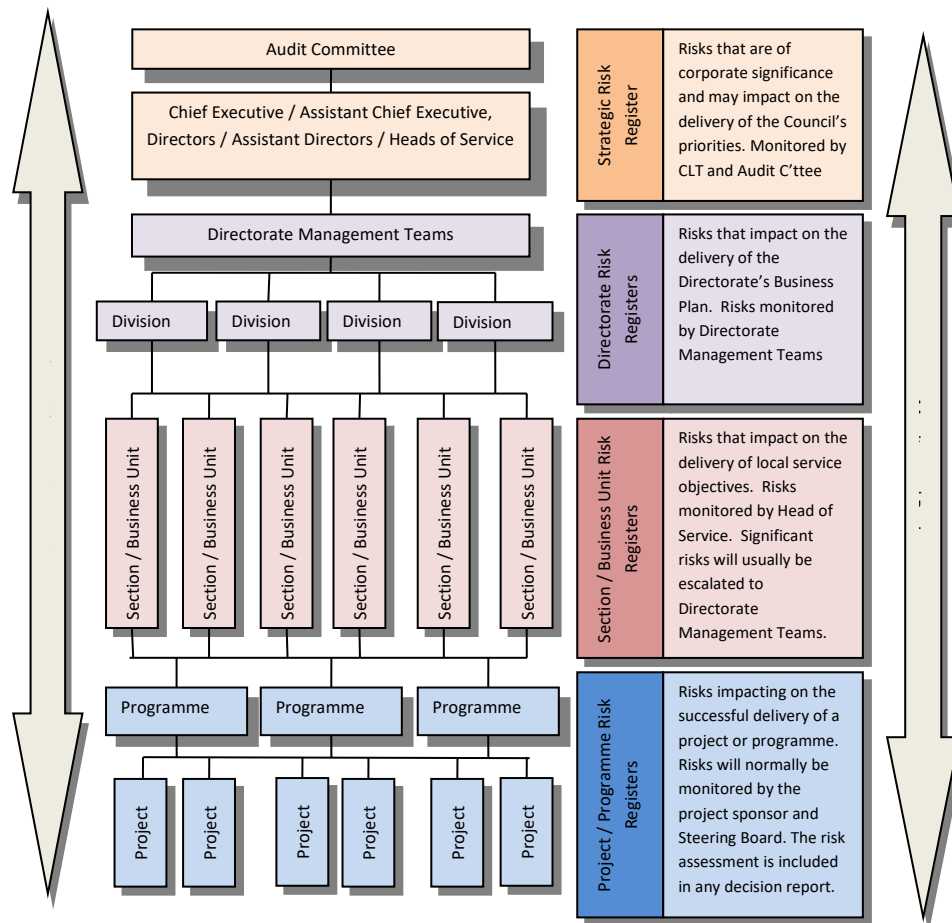 Audit Committee
Chief Executive / Assistant Chief Executive,
Directors / Assistant Directors / Heads of Service
Directorate Management Teams
Division
Division
Division
Division
Section / Business Unit
Section / Business Unit
Section / Business Unit
Section / Business Unit
Section / Business Unit
Section / Business Unit
Programme
Programme
Programme
Project
Project
Project
Project
Project
Project
Strategic Risk
Register
Risks that are of
corporate significance
and may impact on the
delivery of the Council’s
priorities. Monitored by
CLT and Audit C’ttee
Directorate Risk
Registers
Risks that impact on the
delivery of the
Directorate’s Business
Plan.  Risks monitored
by Directorate
Management Teams
Section / Business Unit Risk
Registers
Risks that impact on the
delivery of local service
objectives.  Risks
monitored by Head of
Service.  Significant
risks will usually be
escalated to
Directorate
Management Teams.
Project / Programme Risk
Registers
Risks impacting on the
successful delivery of a
project or programme.
Risks will normally be
monitored by the
project sponsor and
Steering Board. The risk
assessment is included
in any decision report.